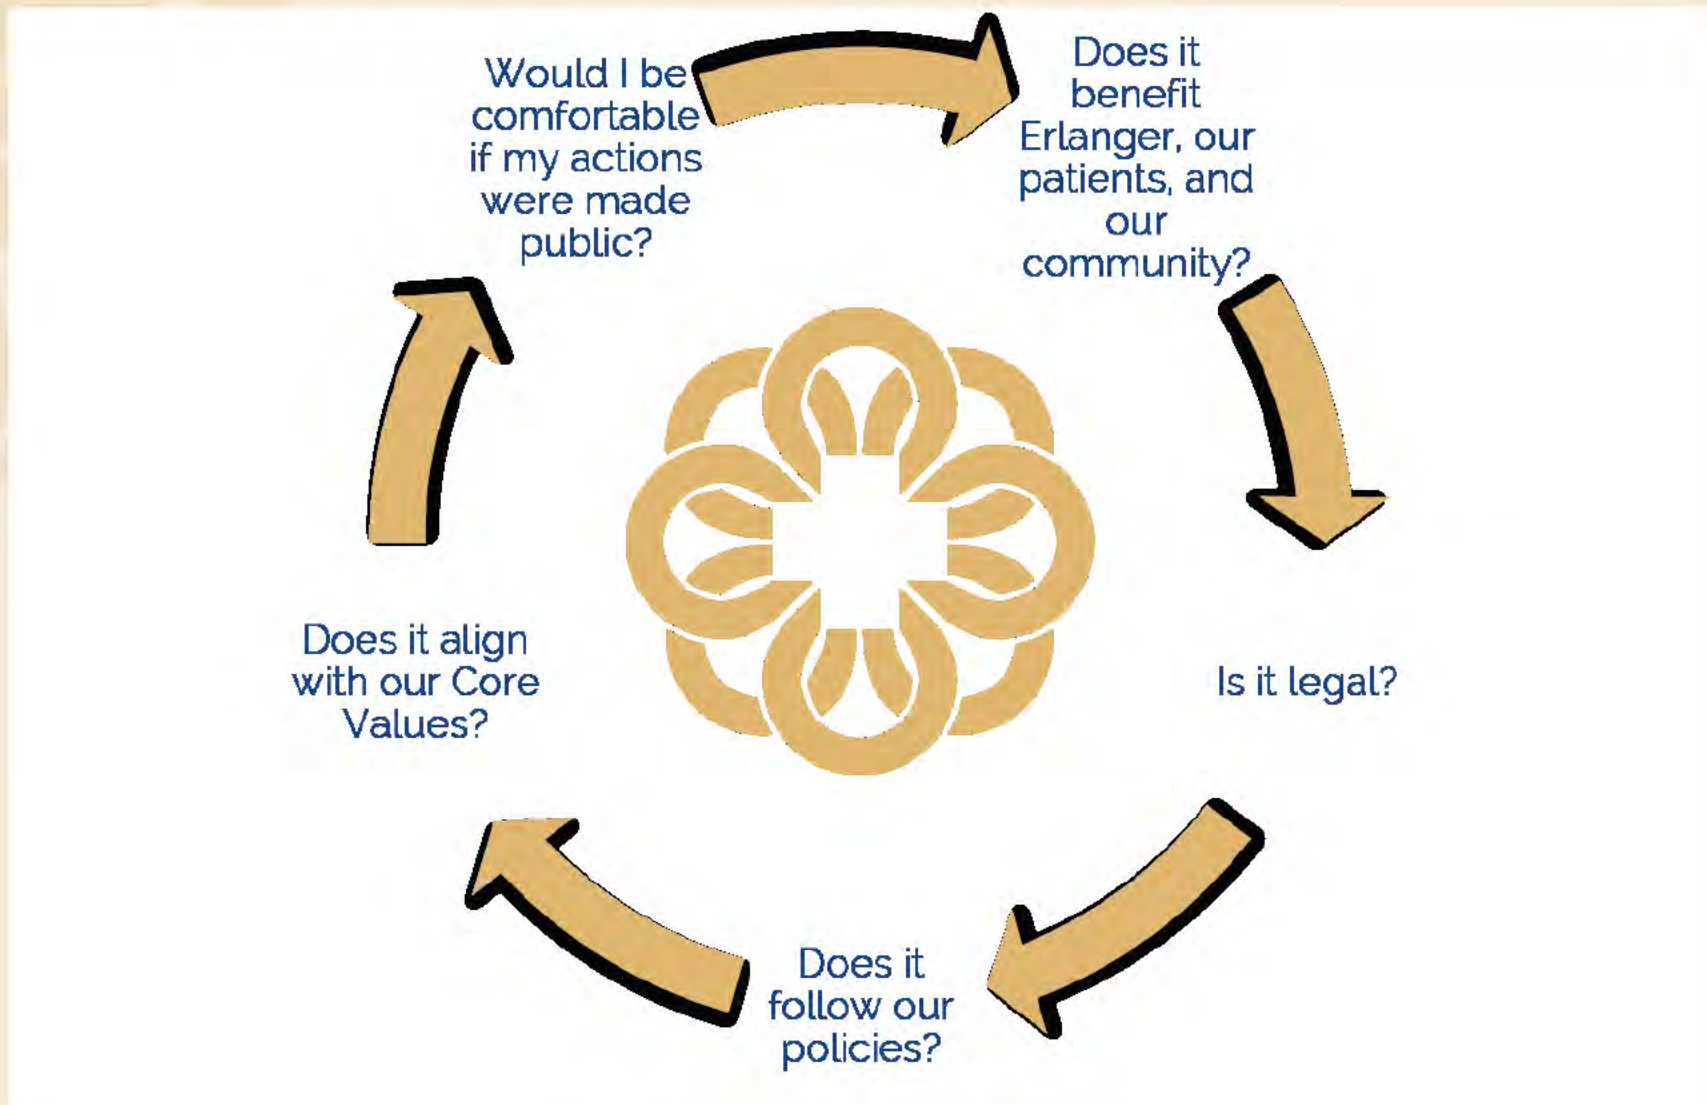 Would I be
comfortable
if my actions
were made
public?
Does it
benefit
Erlanger, our
patients, and
our
community?
Is it legal?
Does it
follow our
policies?
Does it align
with our Core
Values?